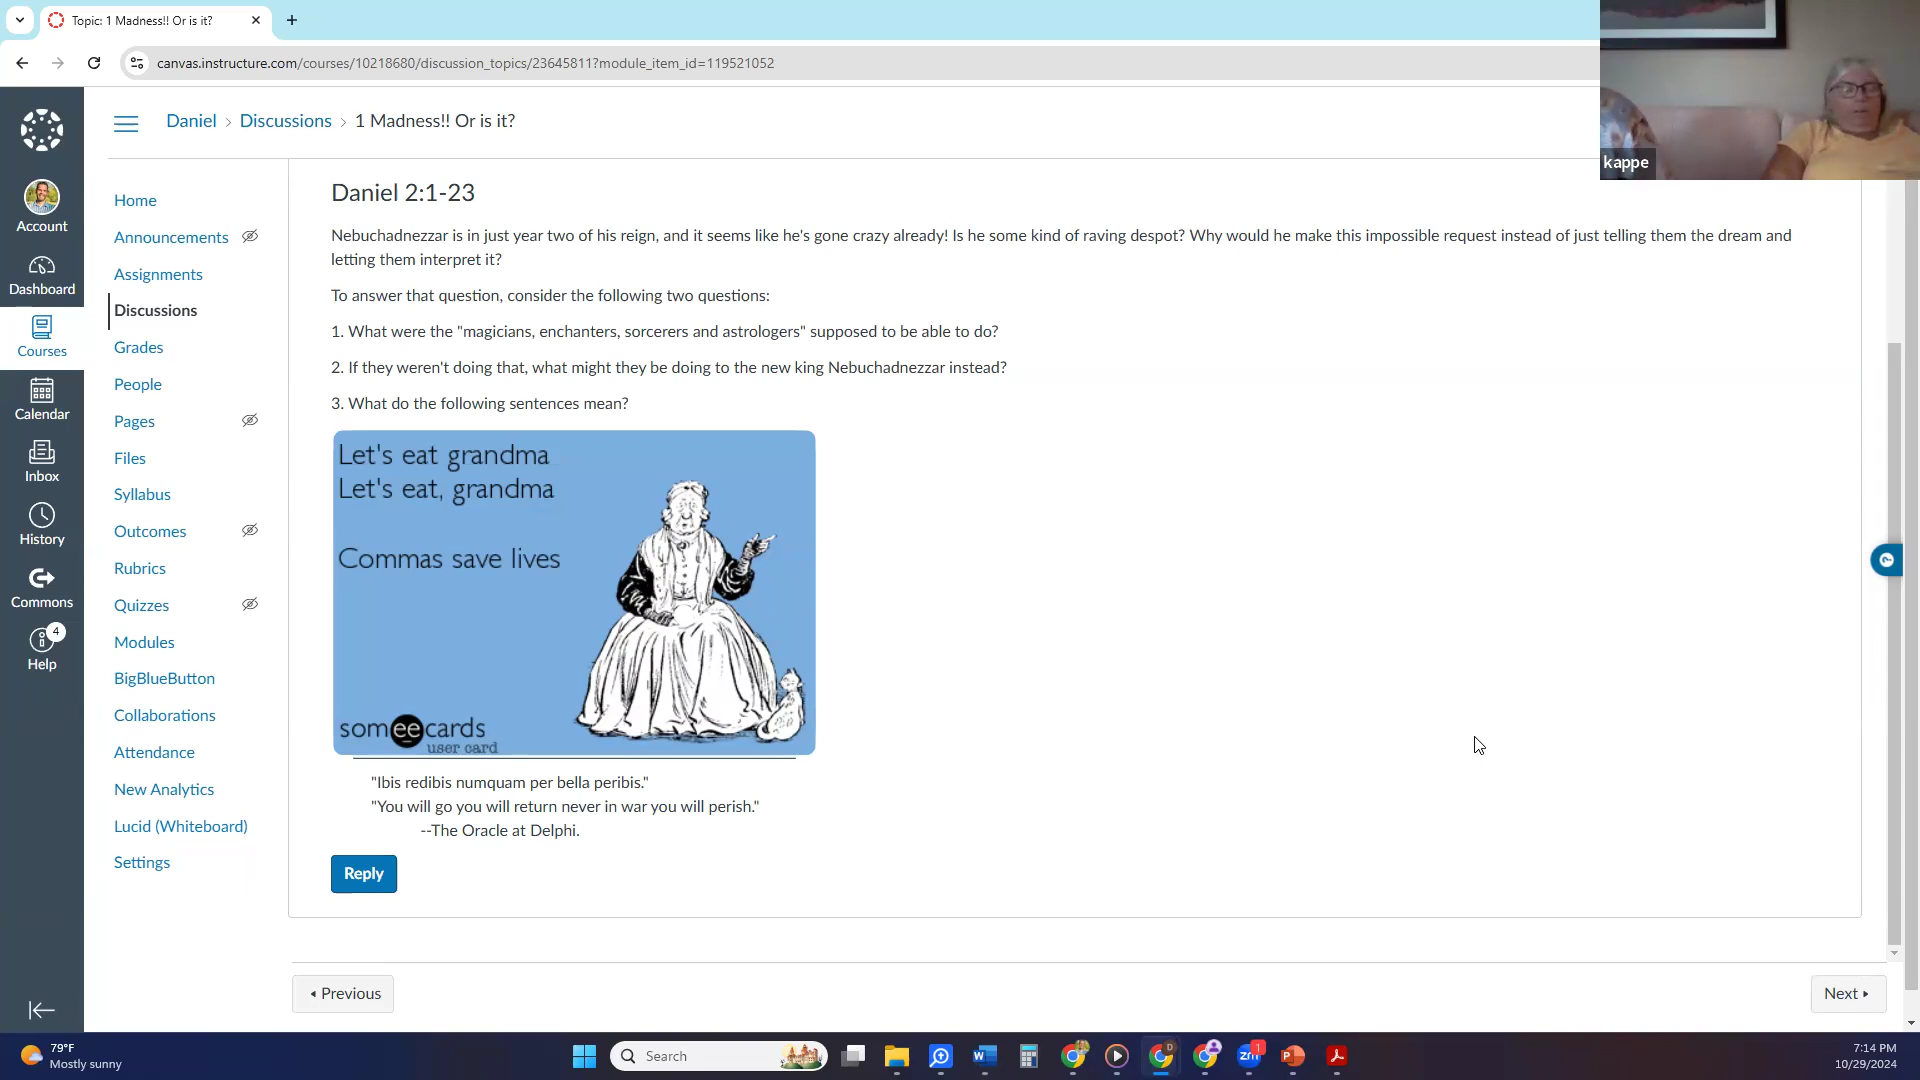 Topic: 1 Madness!! Or is it?
canvas.instructure.com/courses/10218680/discussion_topics/23645811?module_item_id=119521052
kappe
Daniel › Discussions › 1 Madness!! Or is it?
Account
Dashboard
Courses
Calendar
Inbox
History
Commons
4
Help
Home
Announcements
Assignments
Discussions
Grades
People
Pages
Files
Syllabus
Outcomes
Rubrics
Quizzes
Modules
BigBlueButton
Collaborations
Attendance
New Analytics
Lucid (Whiteboard)
Settings
Daniel 2:1-23
Nebuchadnezzar is in just year two of his reign, and it seems like he's gone crazy already! Is he some kind of raving despot? Why would he make this impossible request instead of just telling them the dream and
letting them interpret it?
To answer that question, consider the following two questions:
1. What were the "magicians, enchanters, sorcerers and astrologers" supposed to be able to do?
2. If they weren't doing that, what might they be doing to the new king Nebuchadnezzar instead?
3. What do the following sentences mean?
Let's eat grandma
Let's eat, grandma
Commas save lives
someecards
user card
"Ibis redibis numquam per bella peribis."
"You will go you will return never in war you will perish."
--The Oracle at Delphi.
Reply
Previous
Next
79°F
Mostly sunny
Search
D
W
zm
1
P
7:14 PM
10/29/2024